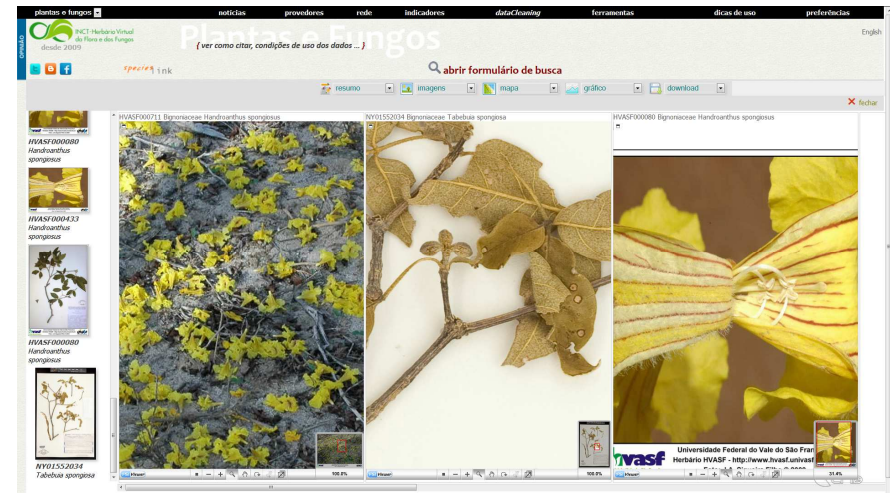 plantas e fungos
notícias
provedores
rede
indicadores
dataCleaning
ferramentas
dicas de uso
preferências
OPINIÃO
INCT-Herbário Virtual
da Flora e dos Fungos
desde 2009
Plantas e Fungos
{ ver como citar, condições de uso dos dados ... }
English
species link
abrir formulário de busca
resumo
imagens
mapa
gráfico
download
fechar
HVASF000080
Handroanthus
spongiosus
HVASF000433
Handroanthus
spongiosus
HVASF000080
Handroanthus
spongiosus
NY01552034
Tabebuia spongiosa
HVASF000711 Bignoniaceae Handroanthus spongiosus
100.0%
NY01552034 Bignoniaceae Tabebuia spongiosa
100.0%
HVASF000080 Bignoniaceae Handroanthus spongiosus
hvasf
Universidade Federal do Vale do São Fran
Herbário HVASF - http://www.hvasf.univasf
31.4%